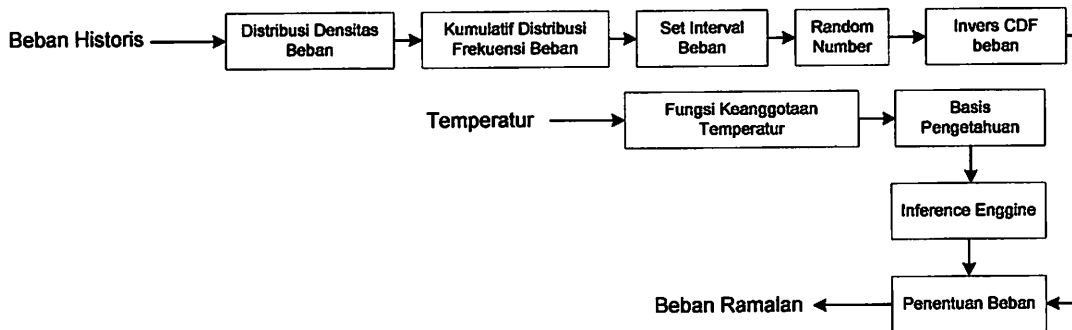 Beban Historis
Distribusi Densitas
Beban
Kumulatif Distribusi
Frekuensi Beban
Set Interval
Beban
Random
Number
Invers CDF
beban
Temperatur
Fungsi Keanggotaan
Temperatur
Basis
Pengetahuan
Inference Enggine
Beban Ramalan
Penentuan Beban